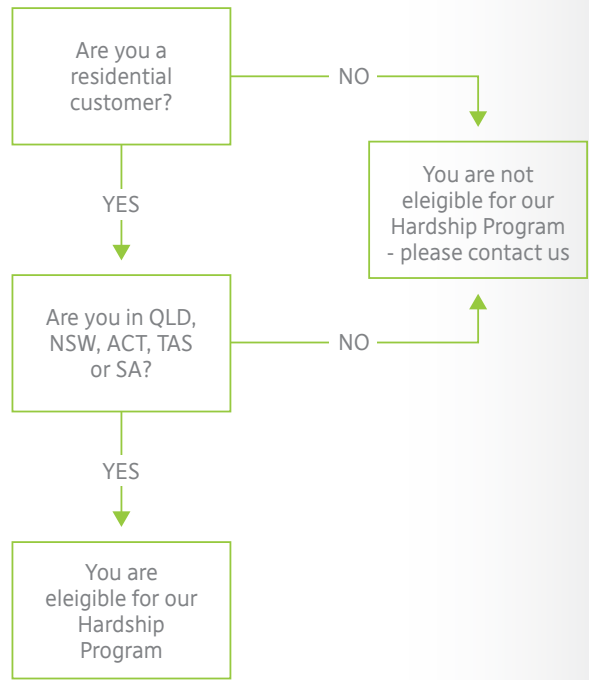 Are you a
residential
customer?
NO
You are not
eleigible for our
Hardship Program
- please contact us
YES
Are you in QLD,
NSW, ACT, TAS
or SA?
NO
YES
You are
eleigible for our
Hardship
Program